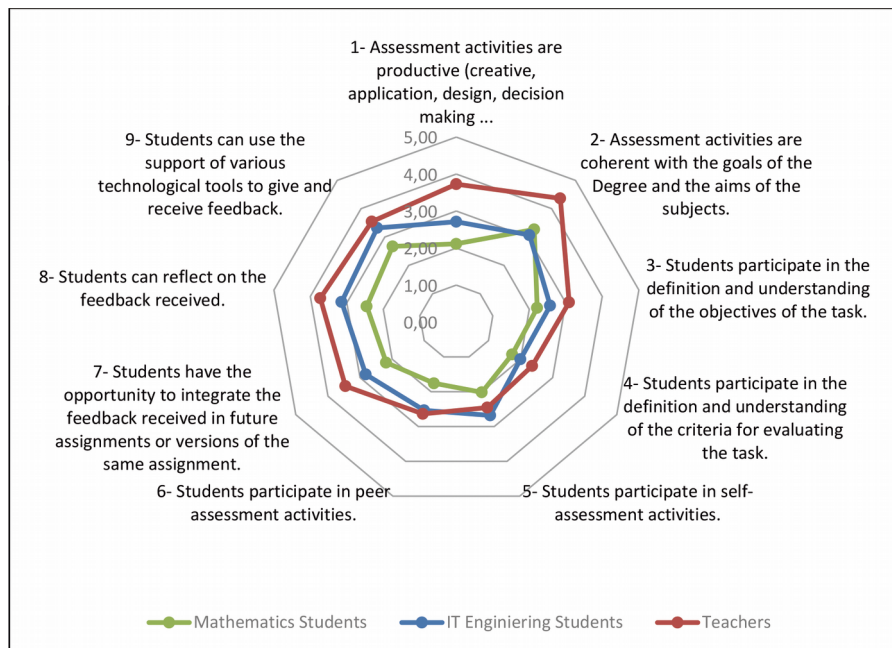 1- Assessment activities are
productive (creative,
application, design, decision
making ...
2- Assessment activities are
coherent with the goals of the
Degree and the aims of the
subjects.
3- Students participate in the
definition and understanding
of the objectives of the task.
4- Students participate in the
definition and understanding
of the criteria for evaluating
the task.
5- Students participate in self-
assessment activities.
6- Students participate in peer
assessment activities.
7- Students have the
opportunity to integrate the
feedback received in future
assignments or versions of the
same assignment.
8- Students can reflect on the
feedback received.
9- Students can use the
support of various
technological tools to give and
receive feedback.
5,00
4,00
3,00
2,00
1,00
0,00
Mathematics Students
IT Enginiering Students
Teachers